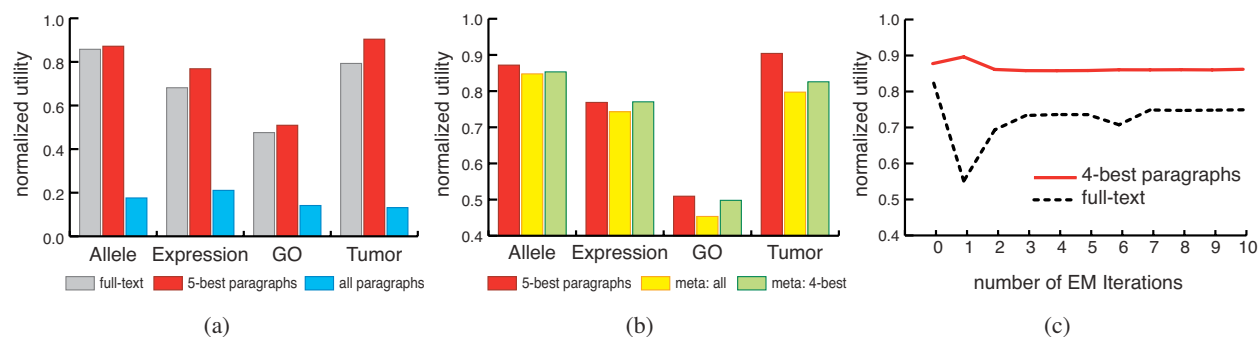 normalized utility
1.0
0.8
0.6
0.4
0.2
0.0
Allele Expression GO Tumor
full-text 5-best paragraphs all paragraphs
(a)
normalized utility
1.0
0.9
0.8
0.7
0.6
0.5
0.4
Allele Expression GO Tumor
5-best paragraphs meta: all meta: 4-best
(b)
normalized utility
1.0
0.9
0.8
0.7
0.6
0.5
0.4
4-best paragraphs
full-text
0 1 2 3 4 5 6 7 8 9 10
number of EM Iterations
(c)